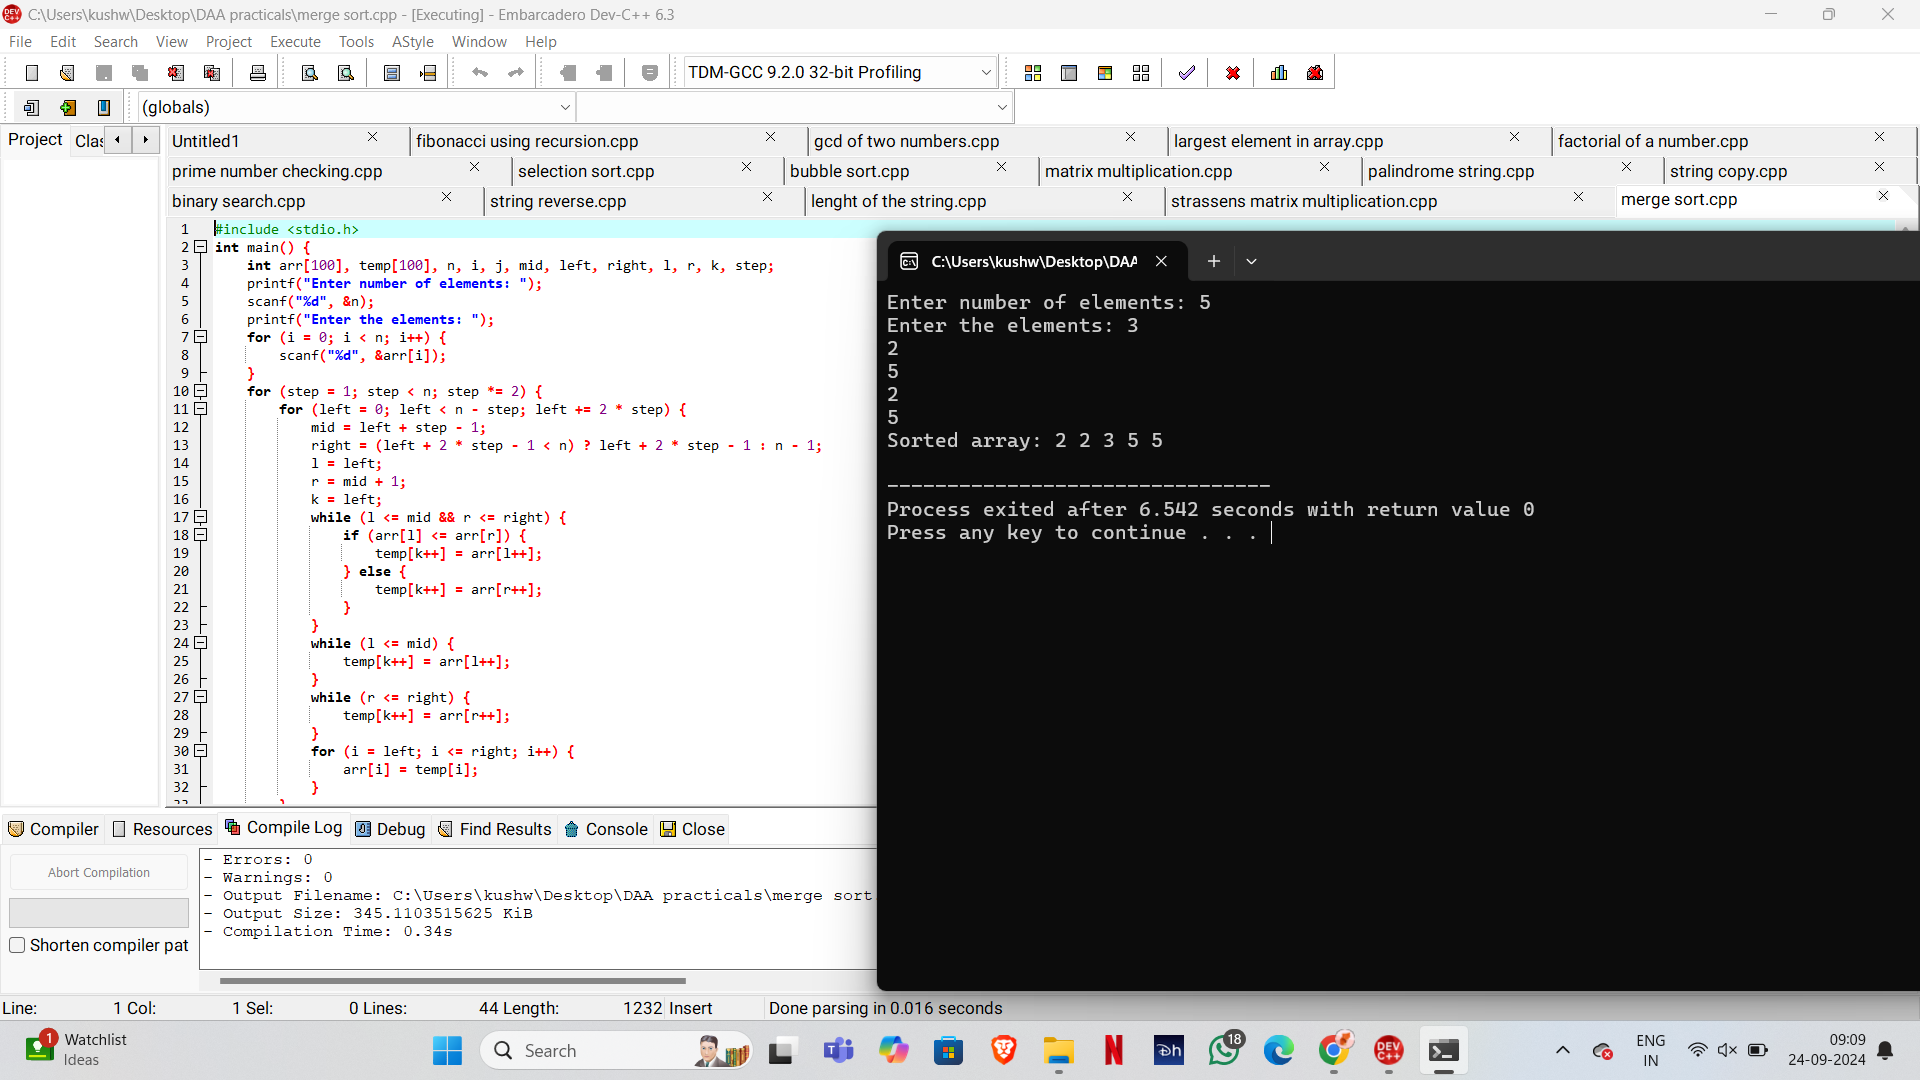 C:\Users\kushw\Desktop\DAA practicals\merge sort.cpp - [Executing] - Embarcadero Dev-C++ 6.3
File Edit Search View Project Execute Tools AStyle Window Help
TDM-GCC 9.2.0 32-bit Profiling
(globals)
Project Clas
Untitled1 fibonacci using recursion.cpp gcd of two numbers.cpp largest element in array.cpp factorial of a number.cpp
prime number checking.cpp selection sort.cpp bubble sort.cpp matrix multiplication.cpp palindrome string.cpp string copy.cpp
binary search.cpp string reverse.cpp lenght of the string.cpp strassens matrix multiplication.cpp merge sort.cpp
1 #include <stdio.h>
2 int main() {
3 int arr[100], temp[100], n, i, j, mid, left, right, l, r, k, step;
4 printf("Enter number of elements: ");
5 scanf("%d", &n);
6 printf("Enter the elements: ");
7 for (i = 0; i < n; i++) {
8 scanf("%d", &arr[i]);
9 }
10 for (step = 1; step < n; step *= 2) {
11 for (left = 0; left < n - step; left += 2 * step) {
12 mid = left + step - 1;
13 right = (left + 2 * step - 1 < n) ? left + 2 * step - 1 : n - 1;
14 l = left;
15 r = mid + 1;
16 k = left;
17 while (l <= mid && r <= right) {
18 if (arr[l] <= arr[r]) {
19 temp[k++] = arr[l++];
20 } else {
21 temp[k++] = arr[r++];
22 }
23 }
24 while (l <= mid) {
25 temp[k++] = arr[l++];
26 }
27 while (r <= right) {
28 temp[k++] = arr[r++];
29 }
30 for (i = left; i <= right; i++) {
31 arr[i] = temp[i];
32 }
33 }
C:\Users\kushw\Desktop\DAA
Enter number of elements: 5
Enter the elements: 3
2
5
2
5
Sorted array: 2 2 3 5 5
--------------------------------
Process exited after 6.542 seconds with return value 0
Press any key to continue . . .
Compiler Resources Compile Log Debug Find Results Console Close
Abort Compilation
Shorten compiler pat
- Errors: 0
- Warnings: 0
- Output Filename: C:\Users\kushw\Desktop\DAA practicals\merge sort
- Output Size: 345.1103515625 KiB
- Compilation Time: 0.34s
Line: 1 Col: 1 Sel: 0 Lines: 44 Length: 1232 Insert Done parsing in 0.016 seconds
1
Watchlist
Ideas
Search
N
Dh
18
DEV C++
ENG
IN
09:09
24-09-2024